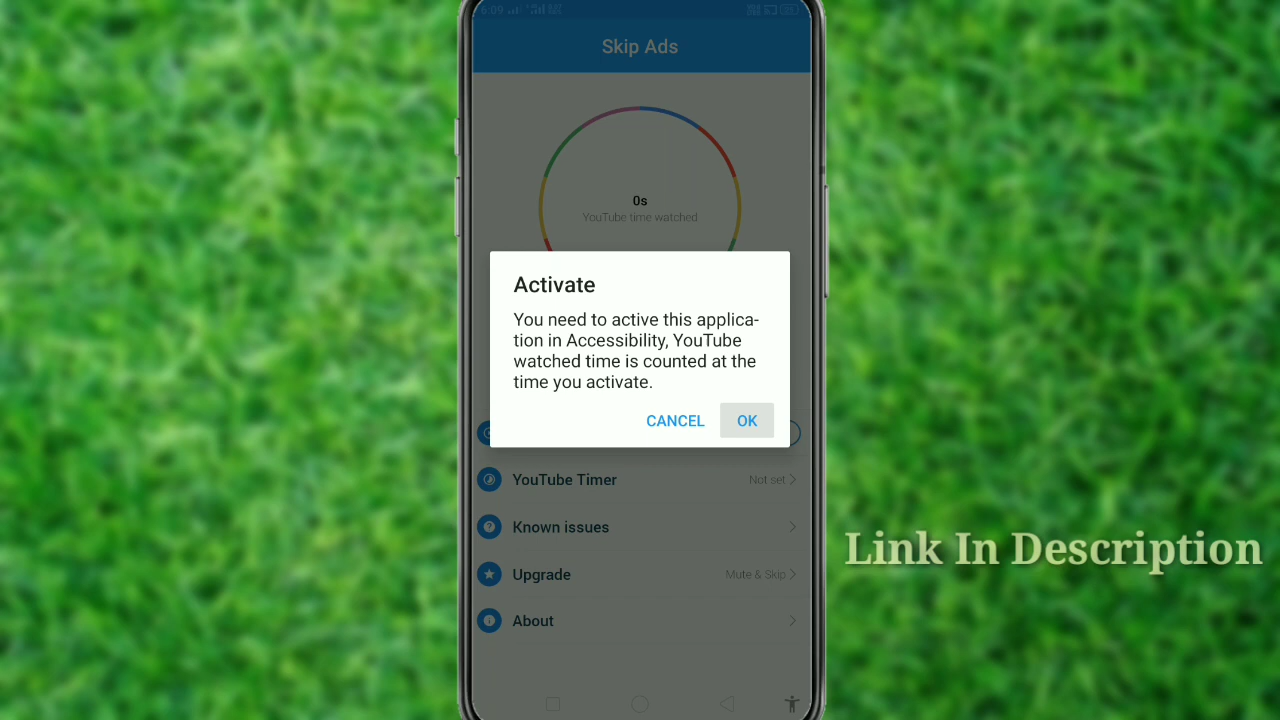 6:09
Skip Ads
0s
YouTube time watched
Activate
You need to active this applica-
tion in Accessibility, YouTube
watched time is counted at the
time you activate.
CANCEL OK
YouTube Timer Not set
Known issues
Link In Description
Upgrade Mute & Skip
About